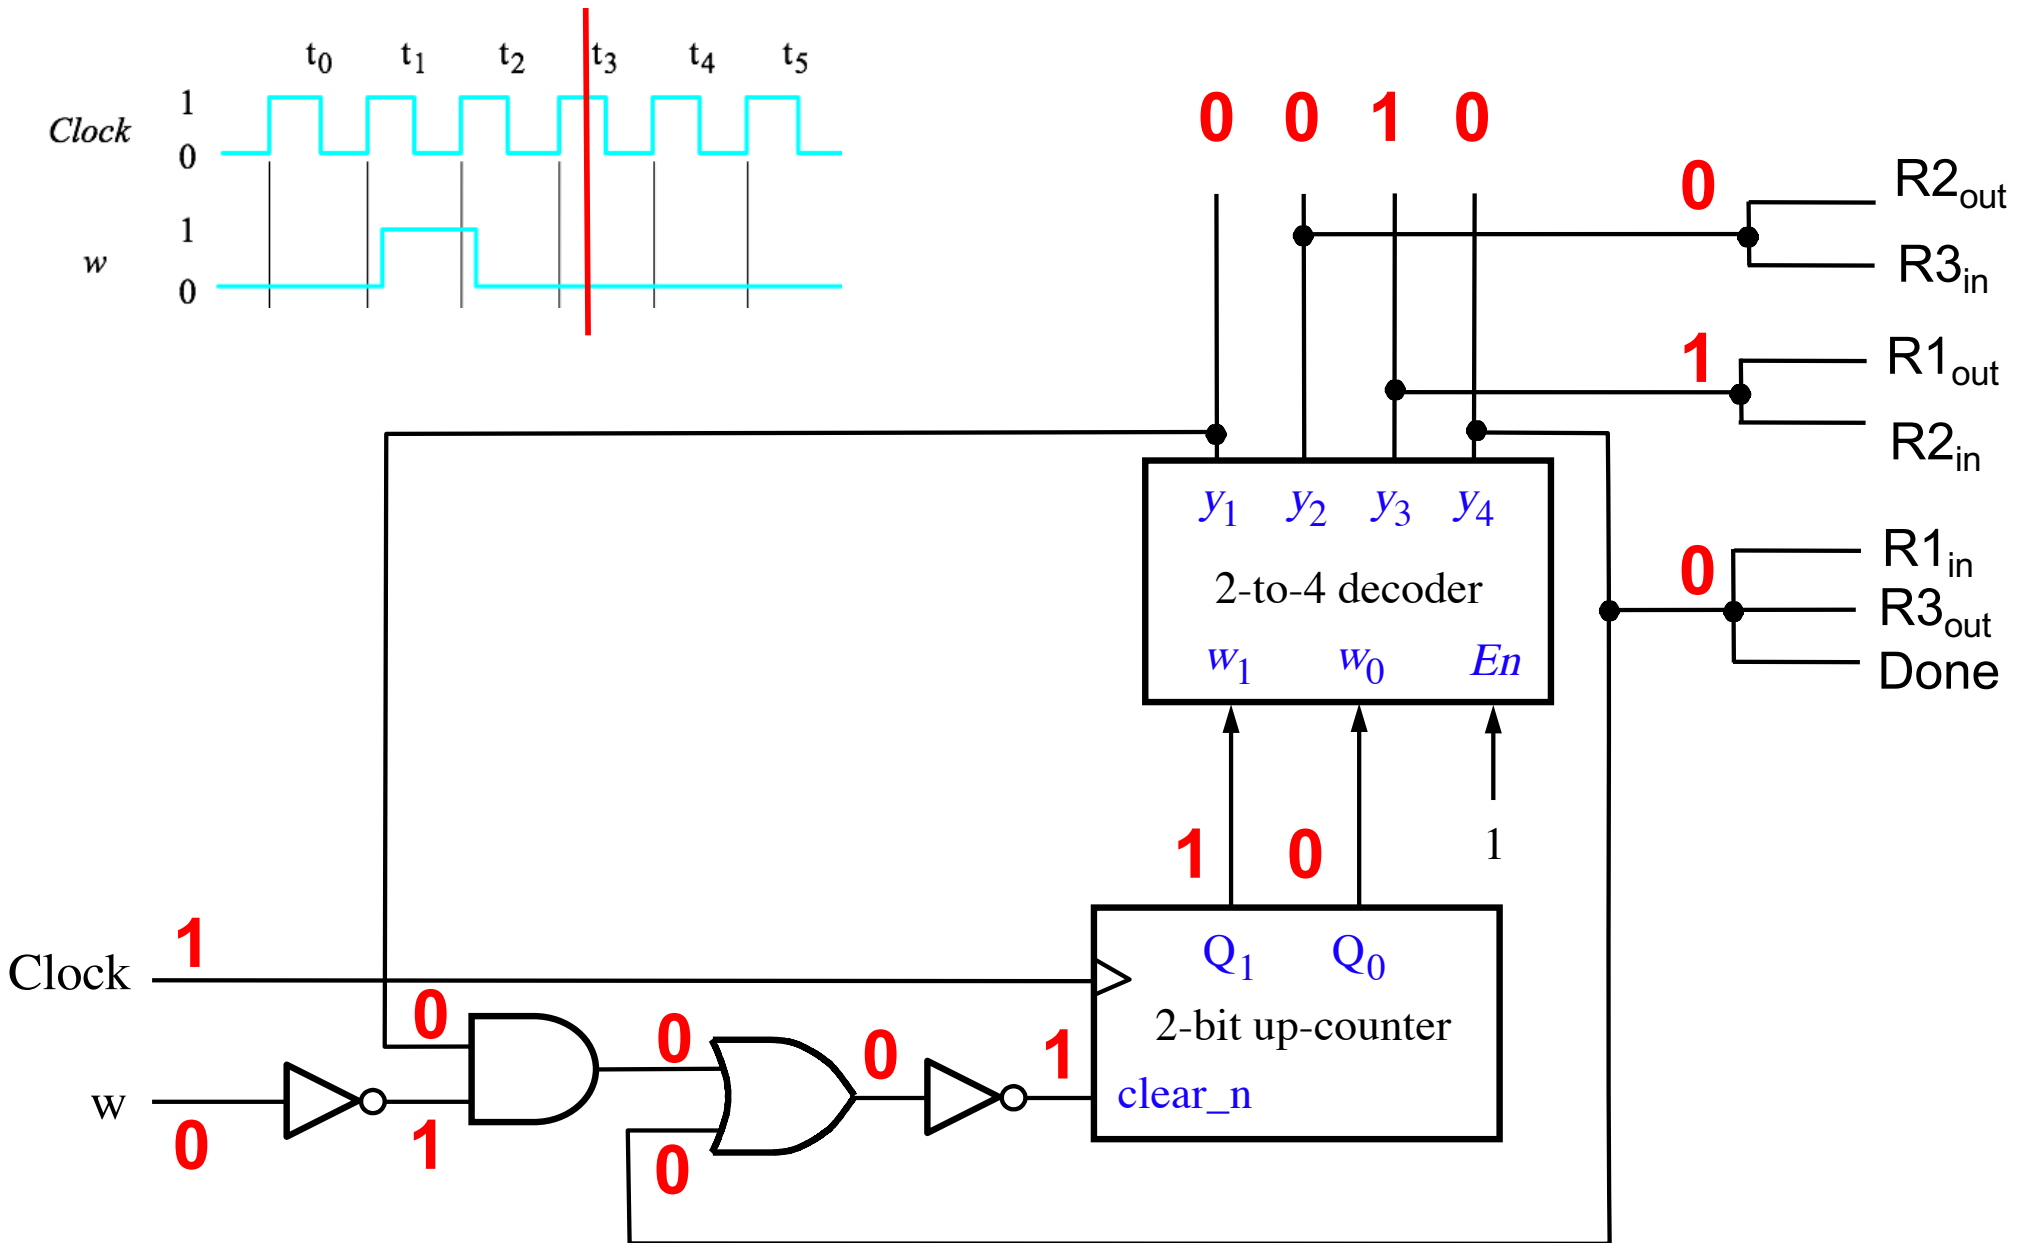 t0 t1 t2 t3 t4 t5
Clock 1 0
w 1 0
0 0 1 0
0 R2out
R3in
1 R1out
R2in
y1 y2 y3 y4
2-to-4 decoder
w1 w0 En
0 R1in
R3out
Done
1 0 1
Clock 1
Q1 Q0
2-bit up-counter
clear_n
0 0 0 1
w 0 1 0